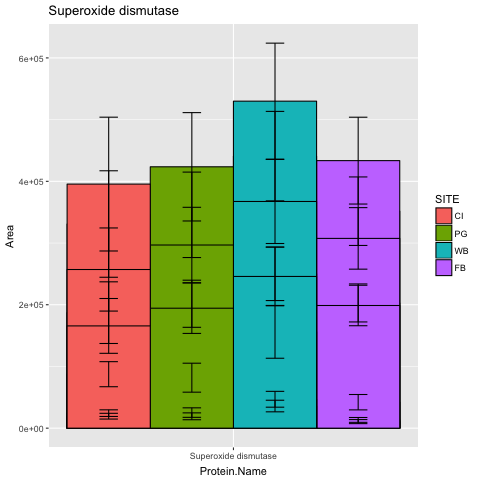 Superoxide dismutase
6e+05
4e+05
2e+05
0e+00
Area
Superoxide dismutase
Protein.Name
SITE
CI
PG
WB
FB